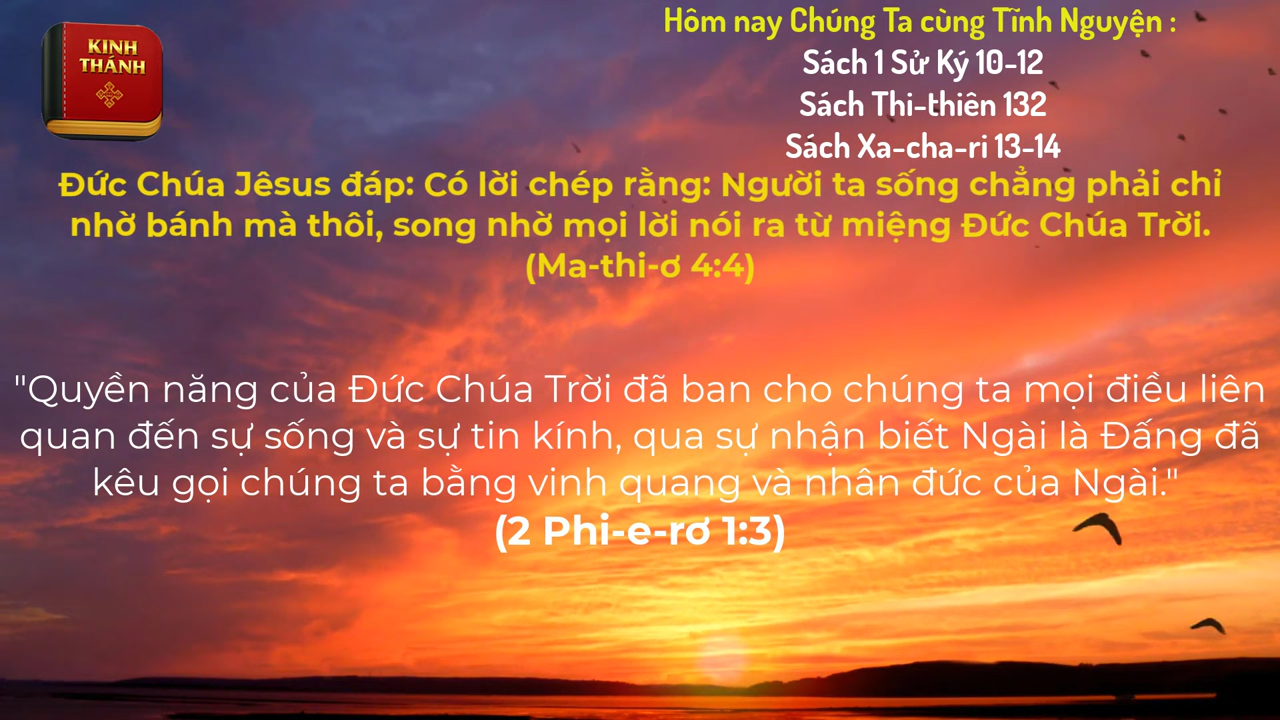 KINH
THÁNH
Hôm nay Chúng Ta cùng Tĩnh Nguyện :
Sách 1 Sử Ký 10-12
Sách Thi-thiên 132
Sách Xa-cha-ri 13-14
Đức Chúa Jêsus đáp: Có lời chép rằng: Người ta sống chẳng phải chỉ
nhờ bánh mà thôi, song nhờ mọi lời nói ra từ miệng Đức Chúa Trời.
(Ma-thi-ơ 4:4)
"Quyền năng của Đức Chúa Trời đã ban cho chúng ta mọi điều liên
quan đến sự sống và sự tin kính, qua sự nhận biết Ngài là Đấng đã
kêu gọi chúng ta bằng vinh quang và nhân đức của Ngài."
(2 Phi-e-rơ 1:3)